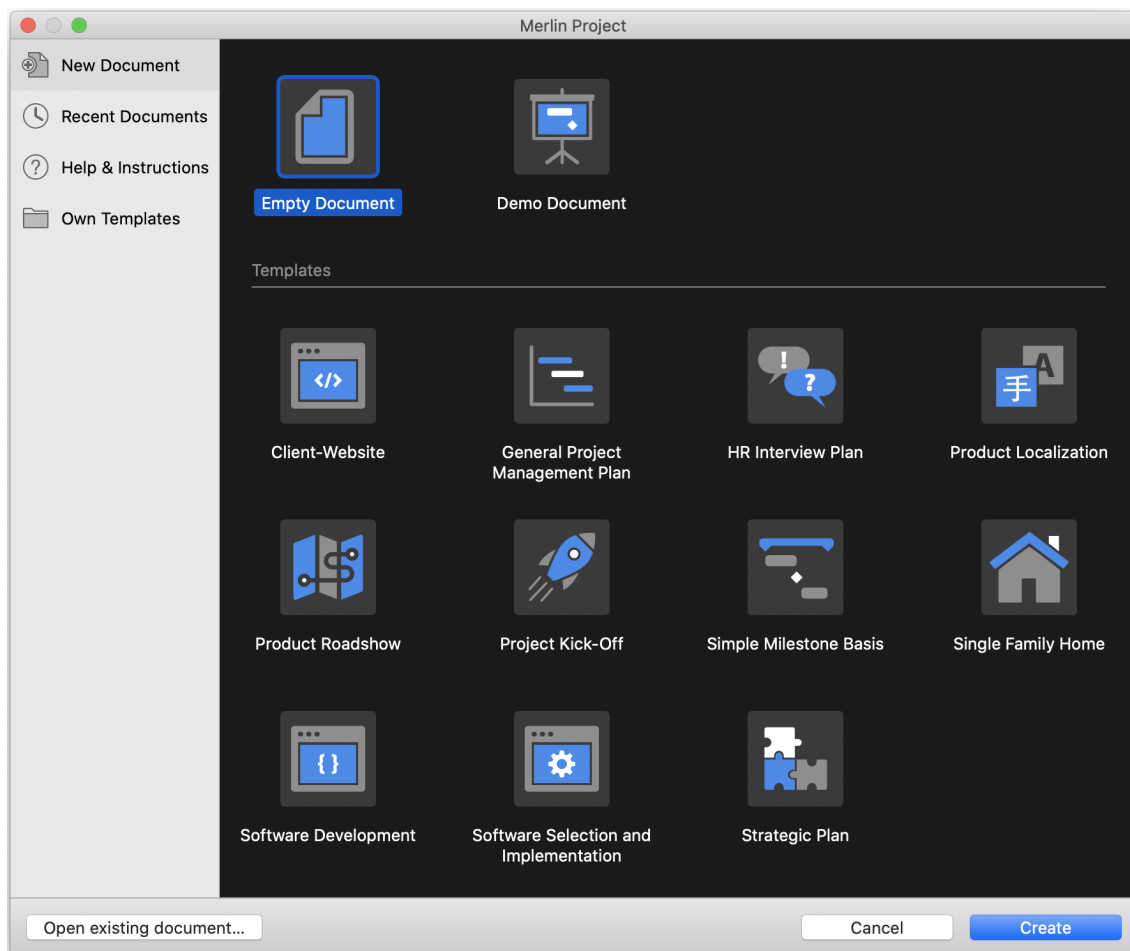 Merlin Project
New Document
Recent Documents
Help & Instructions
Own Templates
Empty Document
Demo Document
Templates
</>
! ?
手 A
Client-Website
General Project
Management Plan
HR Interview Plan
Product Localization
Product Roadshow
Project Kick-Off
Simple Milestone Basis
Single Family Home
{ }
Software Development
Software Selection and
Implementation
Strategic Plan
Open existing document...
Cancel
Create